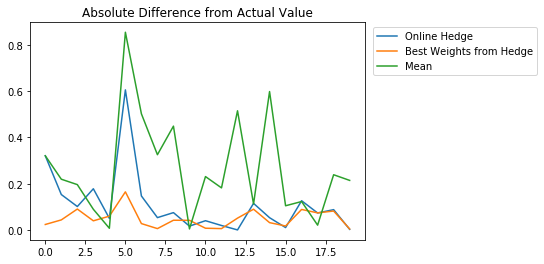 Absolute Difference from Actual Value
Online Hedge
Best Weights from Hedge
Mean
0.8
0.6
0.4
0.2
0.0
0.0 2.5 5.0 7.5 10.0 12.5 15.0 17.5